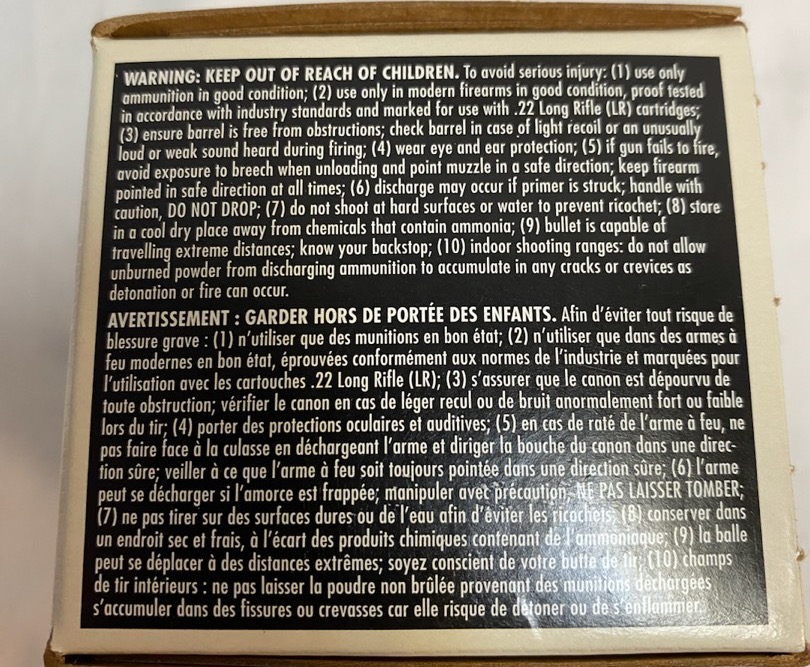 WARNING: KEEP OUT OF REACH OF CHILDREN. To avoid serious injury: (1) use only
ammunition in good condition; (2) use only in modern firearms in good condition, proof tested
in accordance with industry standards and marked for use with .22 Long Rifle (LR) cartridges;
(3) ensure barrel is free from obstructions; check barrel in case of light recoil or an unusually
loud or weak sound heard during firing; (4) wear eye and ear protection; (5) if gun fails to fire,
avoid exposure to breech when unloading and point muzzle in a safe direction; keep firearm
pointed in safe direction at all times; (6) discharge may occur if primer is struck; handle with
caution, DO NOT DROP; (7) do not shoot at hard surfaces or water to prevent ricochet; (8) store
in a cool dry place away from chemicals that contain ammonia; (9) bullet is capable of
travelling extreme distances; know your backstop; (10) indoor shooting ranges: do not allow
unburned powder from discharging ammunition to accumulate in any cracks or crevices as
detonation or fire can occur.
AVERTISSEMENT : GARDER HORS DE PORTÉE DES ENFANTS. Afin d'éviter tout risque de
blessure grave : (1) n'utiliser que des munitions en bon état; (2) n'utiliser que dans des armes à
feu modernes en bon état, éprouvées conformément aux normes de l'industrie et marquées pour
l'utilisation avec les cartouches .22 Long Rifle (LR); (3) s'assurer que le canon est dépourvu de
toute obstruction; vérifier le canon en cas de léger recul ou de bruit anormalement fort ou faible
lors du tir; (4) porter des protections oculaires et auditives; (5) en cas de raté de l'arme à feu, ne
pas faire face à la culasse en déchargeant l'arme et diriger la bouche du canon dans une direc-
tion sûre; veiller à ce que l'arme à feu soit toujours pointée dans une direction sûre; (6) l'arme
peut se décharger si l'amorce est frappée; manipuler avec précaution, NE PAS LAISSER TOMBER;
(7) ne pas tirer sur des surfaces dures ou de l'eau afin d'éviter les ricochets; (8) conserver dans
un endroit sec et frais, à l'écart des produits chimiques contenant de l'ammoniaque; (9) la balle
peut se déplacer à des distances extrêmes; soyez conscient de votre butte de tir; (10) champs
de tir intérieurs : ne pas laisser la poudre non brûlée provenant des munitions déchargées
s'accumuler dans des fissures ou crevasses car elle risque de détoner ou de s'enflammer.